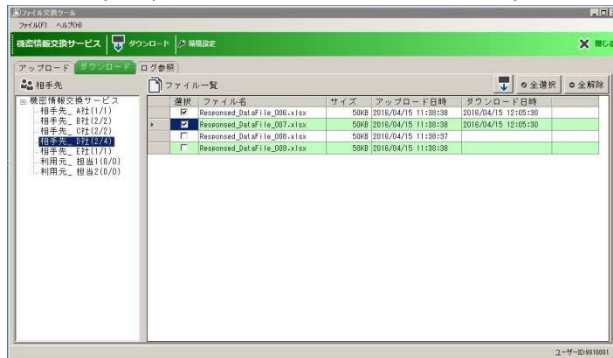 ファイル交換ツール
ファイル(F) ヘルプ(H)
機密情報交換サービス ダウンロード 環境設定 閉じる
アップロード ダウンロード ログ参照
相手先 ファイル一覧 全選択 全解除
機密情報交換サービス
相手先_ A社(1/1)
相手先_ B社(2/2)
相手先_ C社(2/2)
相手先_ D社(2/4)
相手先_ E社(1/1)
利用元_ 担当1(0/0)
利用元_ 担当2(0/0)
選択 ファイル名 サイズ アップロード日時 ダウンロード日時
Responsed_DataFile_006.xlsx 50KB 2016/04/15 11:38:38 2016/04/15 12:05:30
Responsed_DataFile_007.xlsx 50KB 2016/04/15 11:38:38 2016/04/15 12:05:30
Responsed_DataFile_008.xlsx 50KB 2016/04/15 11:38:37
Responsed_DataFile_009.xlsx 50KB 2016/04/15 11:38:38